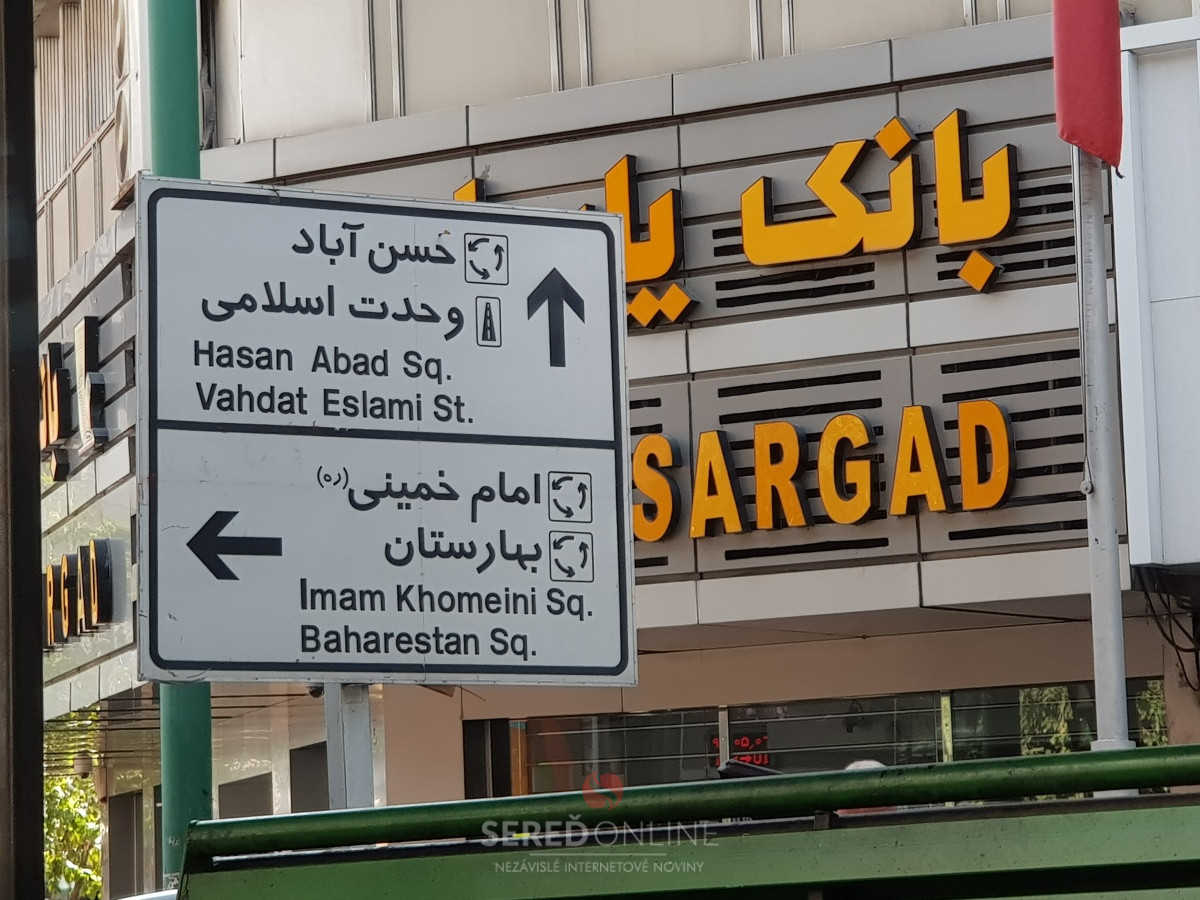 حسن آباد
وحدت اسلامی
Hasan Abad Sq.
Vahdat Eslami St.
امام خمینی (ره)
بهارستان
Imam Khomeini Sq.
Baharestan Sq.
بانک پا
SARGAD
RGAD
SEREĎONLINE
NEZÁVISLÉ INTERNETOVÉ NOVINY